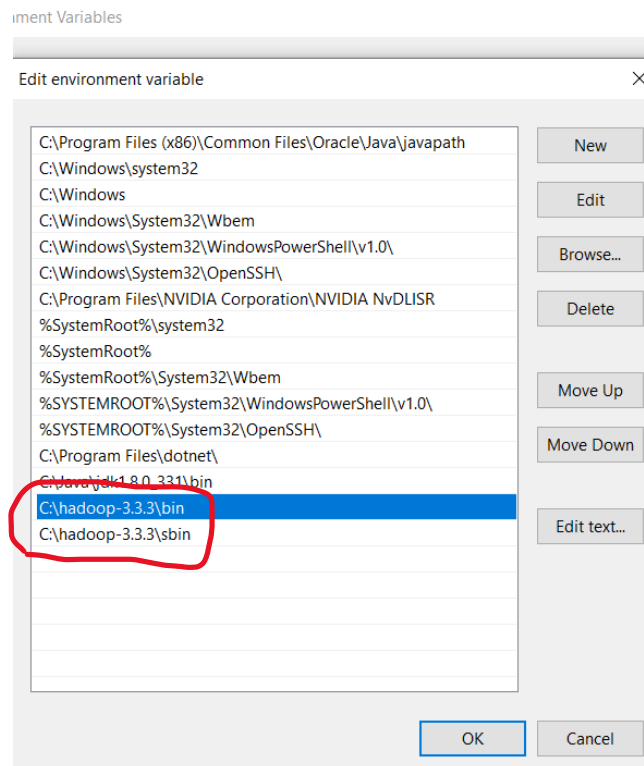 nment Variables
Edit environment variable
C:\Program Files (x86)\Common Files\Oracle\Java\javapath
C:\Windows\system32
C:\Windows
C:\Windows\System32\Wbem
C:\Windows\System32\WindowsPowerShell\v1.0\
C:\Windows\System32\OpenSSH\
C:\Program Files\NVIDIA Corporation\NVIDIA NvDLISR
%SystemRoot%\system32
%SystemRoot%
%SystemRoot%\System32\Wbem
%SYSTEMROOT%\System32\WindowsPowerShell\v1.0\
%SYSTEMROOT%\System32\OpenSSH\
C:\Program Files\dotnet\
C:\Java\jdk1.8.0_331\bin
C:\hadoop-3.3.3\bin
C:\hadoop-3.3.3\sbin
New
Edit
Browse...
Delete
Move Up
Move Down
Edit text...
OK
Cancel